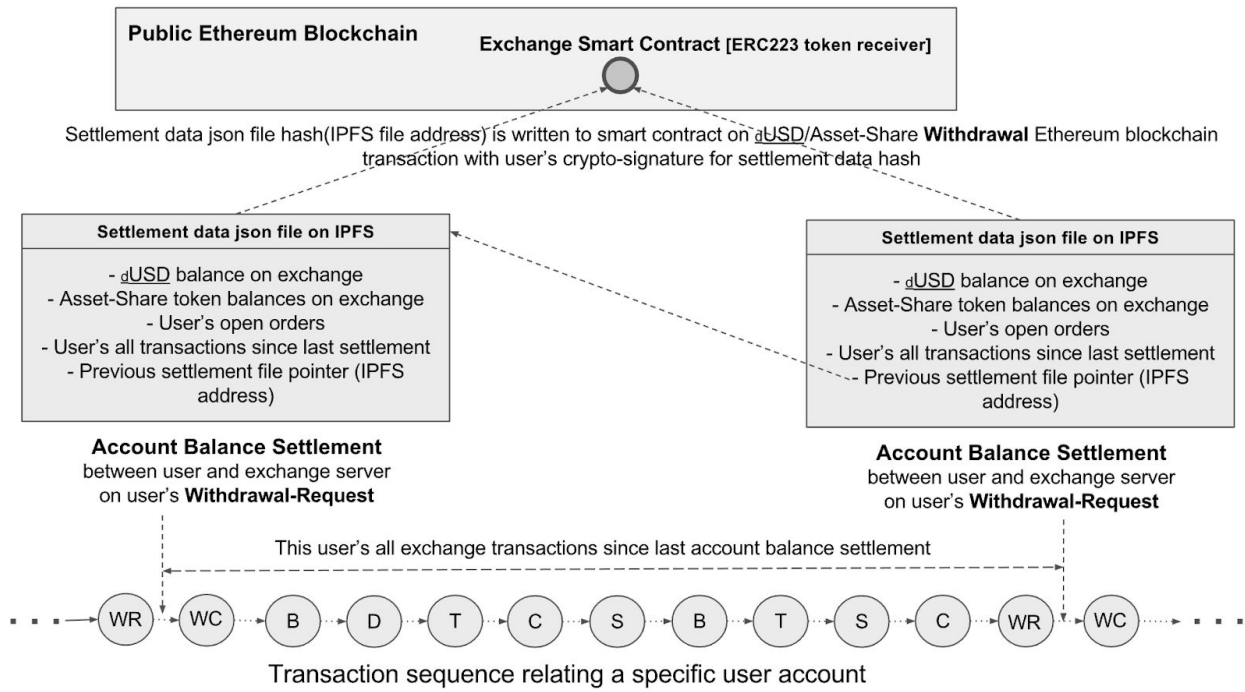 Public Ethereum Blockchain
Exchange Smart Contract [ERC223 token receiver]
Settlement data json file hash(IPFS file address) is written to smart contract on dUSD/Asset-Share Withdrawal Ethereum blockchain
transaction with user's crypto-signature for settlement data hash
Settlement data json file on IPFS
- dUSD balance on exchange
- Asset-Share token balances on exchange
- User's open orders
- User's all transactions since last settlement
- Previous settlement file pointer (IPFS
address)
Settlement data json file on IPFS
- dUSD balance on exchange
- Asset-Share token balances on exchange
- User's open orders
- User's all transactions since last settlement
- Previous settlement file pointer (IPFS
address)
Account Balance Settlement
between user and exchange server
on user's Withdrawal-Request
Account Balance Settlement
between user and exchange server
on user's Withdrawal-Request
This user's all exchange transactions since last account balance settlement
WR WC B D T C S B T S C WR WC
Transaction sequence relating a specific user account